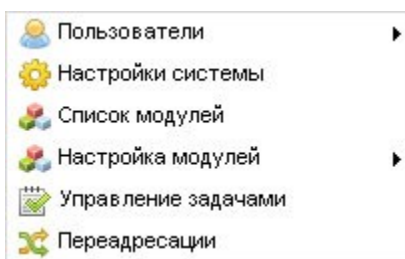 Пользователи
Настройки системы
Список модулей
Настройка модулей
Управление задачами
Переадресации